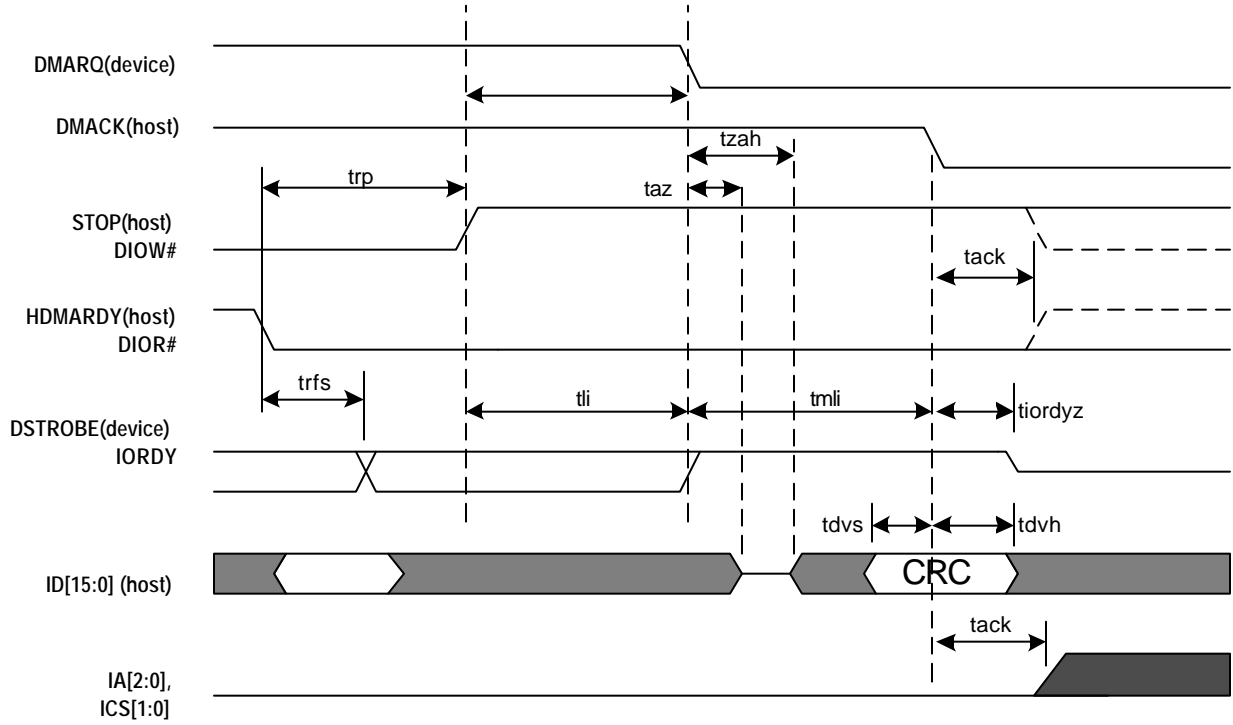 DMARQ(device)
DMACK(host)
tzah
trp
taz
STOP(host)
DIOW#
tack
HDMARDY(host)
DIOR#
trfs
tli
tmli
tiordyz
DSTROBE(device)
IORDY
tdvs
tdvh
ID[15:0] (host)
CRC
tack
IA[2:0],
ICS[1:0]